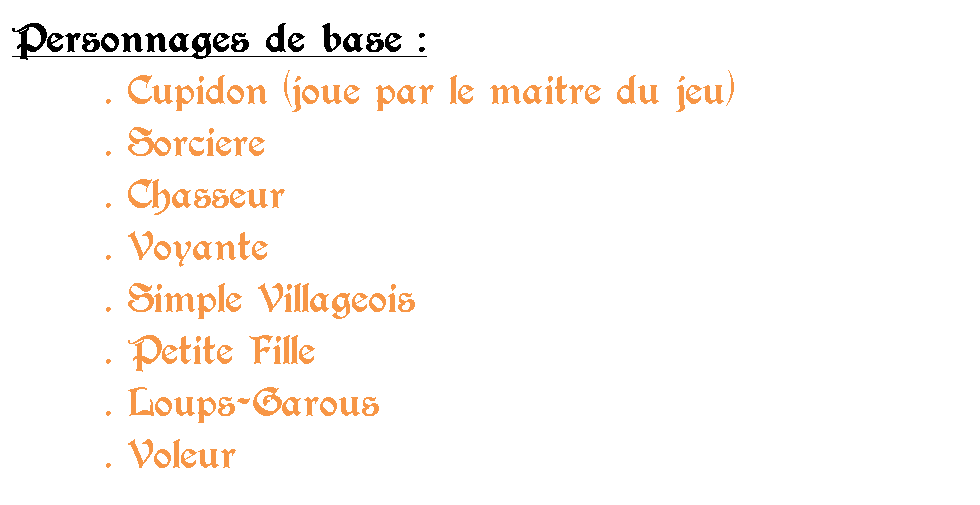 Personnages de base :
. Cupidon (joue par le maitre du jeu)
. Sorciere
. Chasseur
. Voyante
. Simple Villageois
. Petite Fille
. Loups-Garous
. Voleur